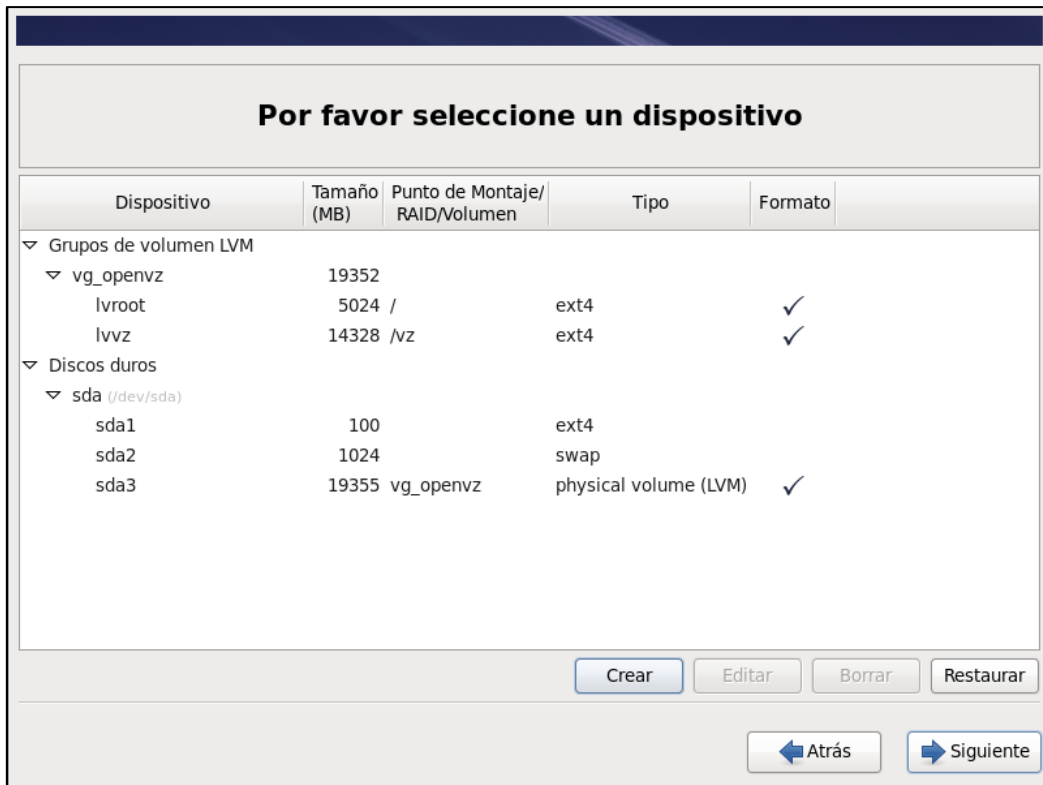 Por favor seleccione un dispositivo
Dispositivo Tamaño (MB) Punto de Montaje/ RAID/Volumen Tipo Formato
Grupos de volumen LVM
vg_openvz 19352
lvroot 5024 / ext4 ✓
lvvz 14328 /vz ext4 ✓
Discos duros
sda (/dev/sda)
sda1 100 ext4
sda2 1024 swap
sda3 19355 vg_openvz physical volume (LVM) ✓
Crear Editar Borrar Restaurar
Atrás Siguiente